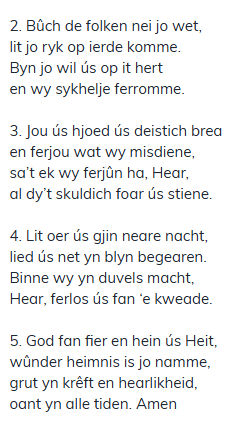 2. Bûch de folken nei jo wet,
lit jo ryk op ierde komme.
Byn jo wil ús op it hert
en wy sykhelje ferromme.

3. Jou ús hjoed ús deistich brea
en ferjou wat wy misdiene,
sa’t ek wy ferjûn ha, Hear,
al dy’t skuldich foar ús stiene.

4. Lit oer ús gjin neare nacht,
lied ús net yn blyn begearen.
Binne wy yn duvels macht,
Hear, ferlos ús fan ‘e kweade.

5. God fan fier en hein ús Heit,
wûnder heimnis is jo namme,
grut yn krêft en hearlikheid,
oant yn alle tiden. Amen